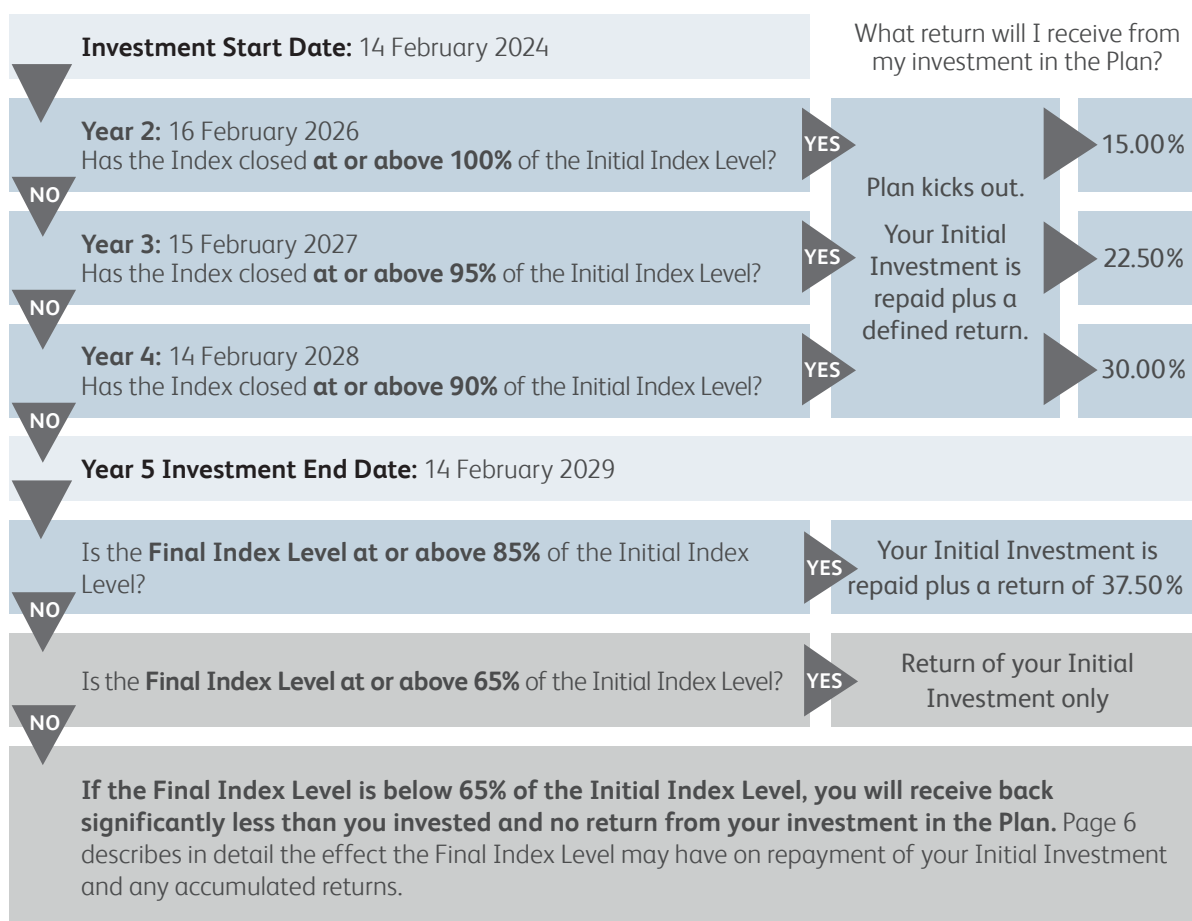 Investment Start Date: 14 February 2024
What return will I receive from
my investment in the Plan?
Year 2: 16 February 2026
Has the Index closed at or above 100% of the Initial Index Level?
YES
15.00%
NO
Year 3: 15 February 2027
Has the Index closed at or above 95% of the Initial Index Level?
YES
22.50%
NO
Year 4: 14 February 2028
Has the Index closed at or above 90% of the Initial Index Level?
YES
30.00%
Plan kicks out.
Your Initial
Investment is
repaid plus a
defined return.
NO
Year 5 Investment End Date: 14 February 2029
Is the Final Index Level at or above 85% of the Initial Index
Level?
YES
Your Initial Investment is
repaid plus a return of 37.50%
NO
Is the Final Index Level at or above 65% of the Initial Index Level?
YES
Return of your Initial
Investment only
NO
If the Final Index Level is below 65% of the Initial Index Level, you will receive back
significantly less than you invested and no return from your investment in the Plan. Page 6
describes in detail the effect the Final Index Level may have on repayment of your Initial Investment
and any accumulated returns.